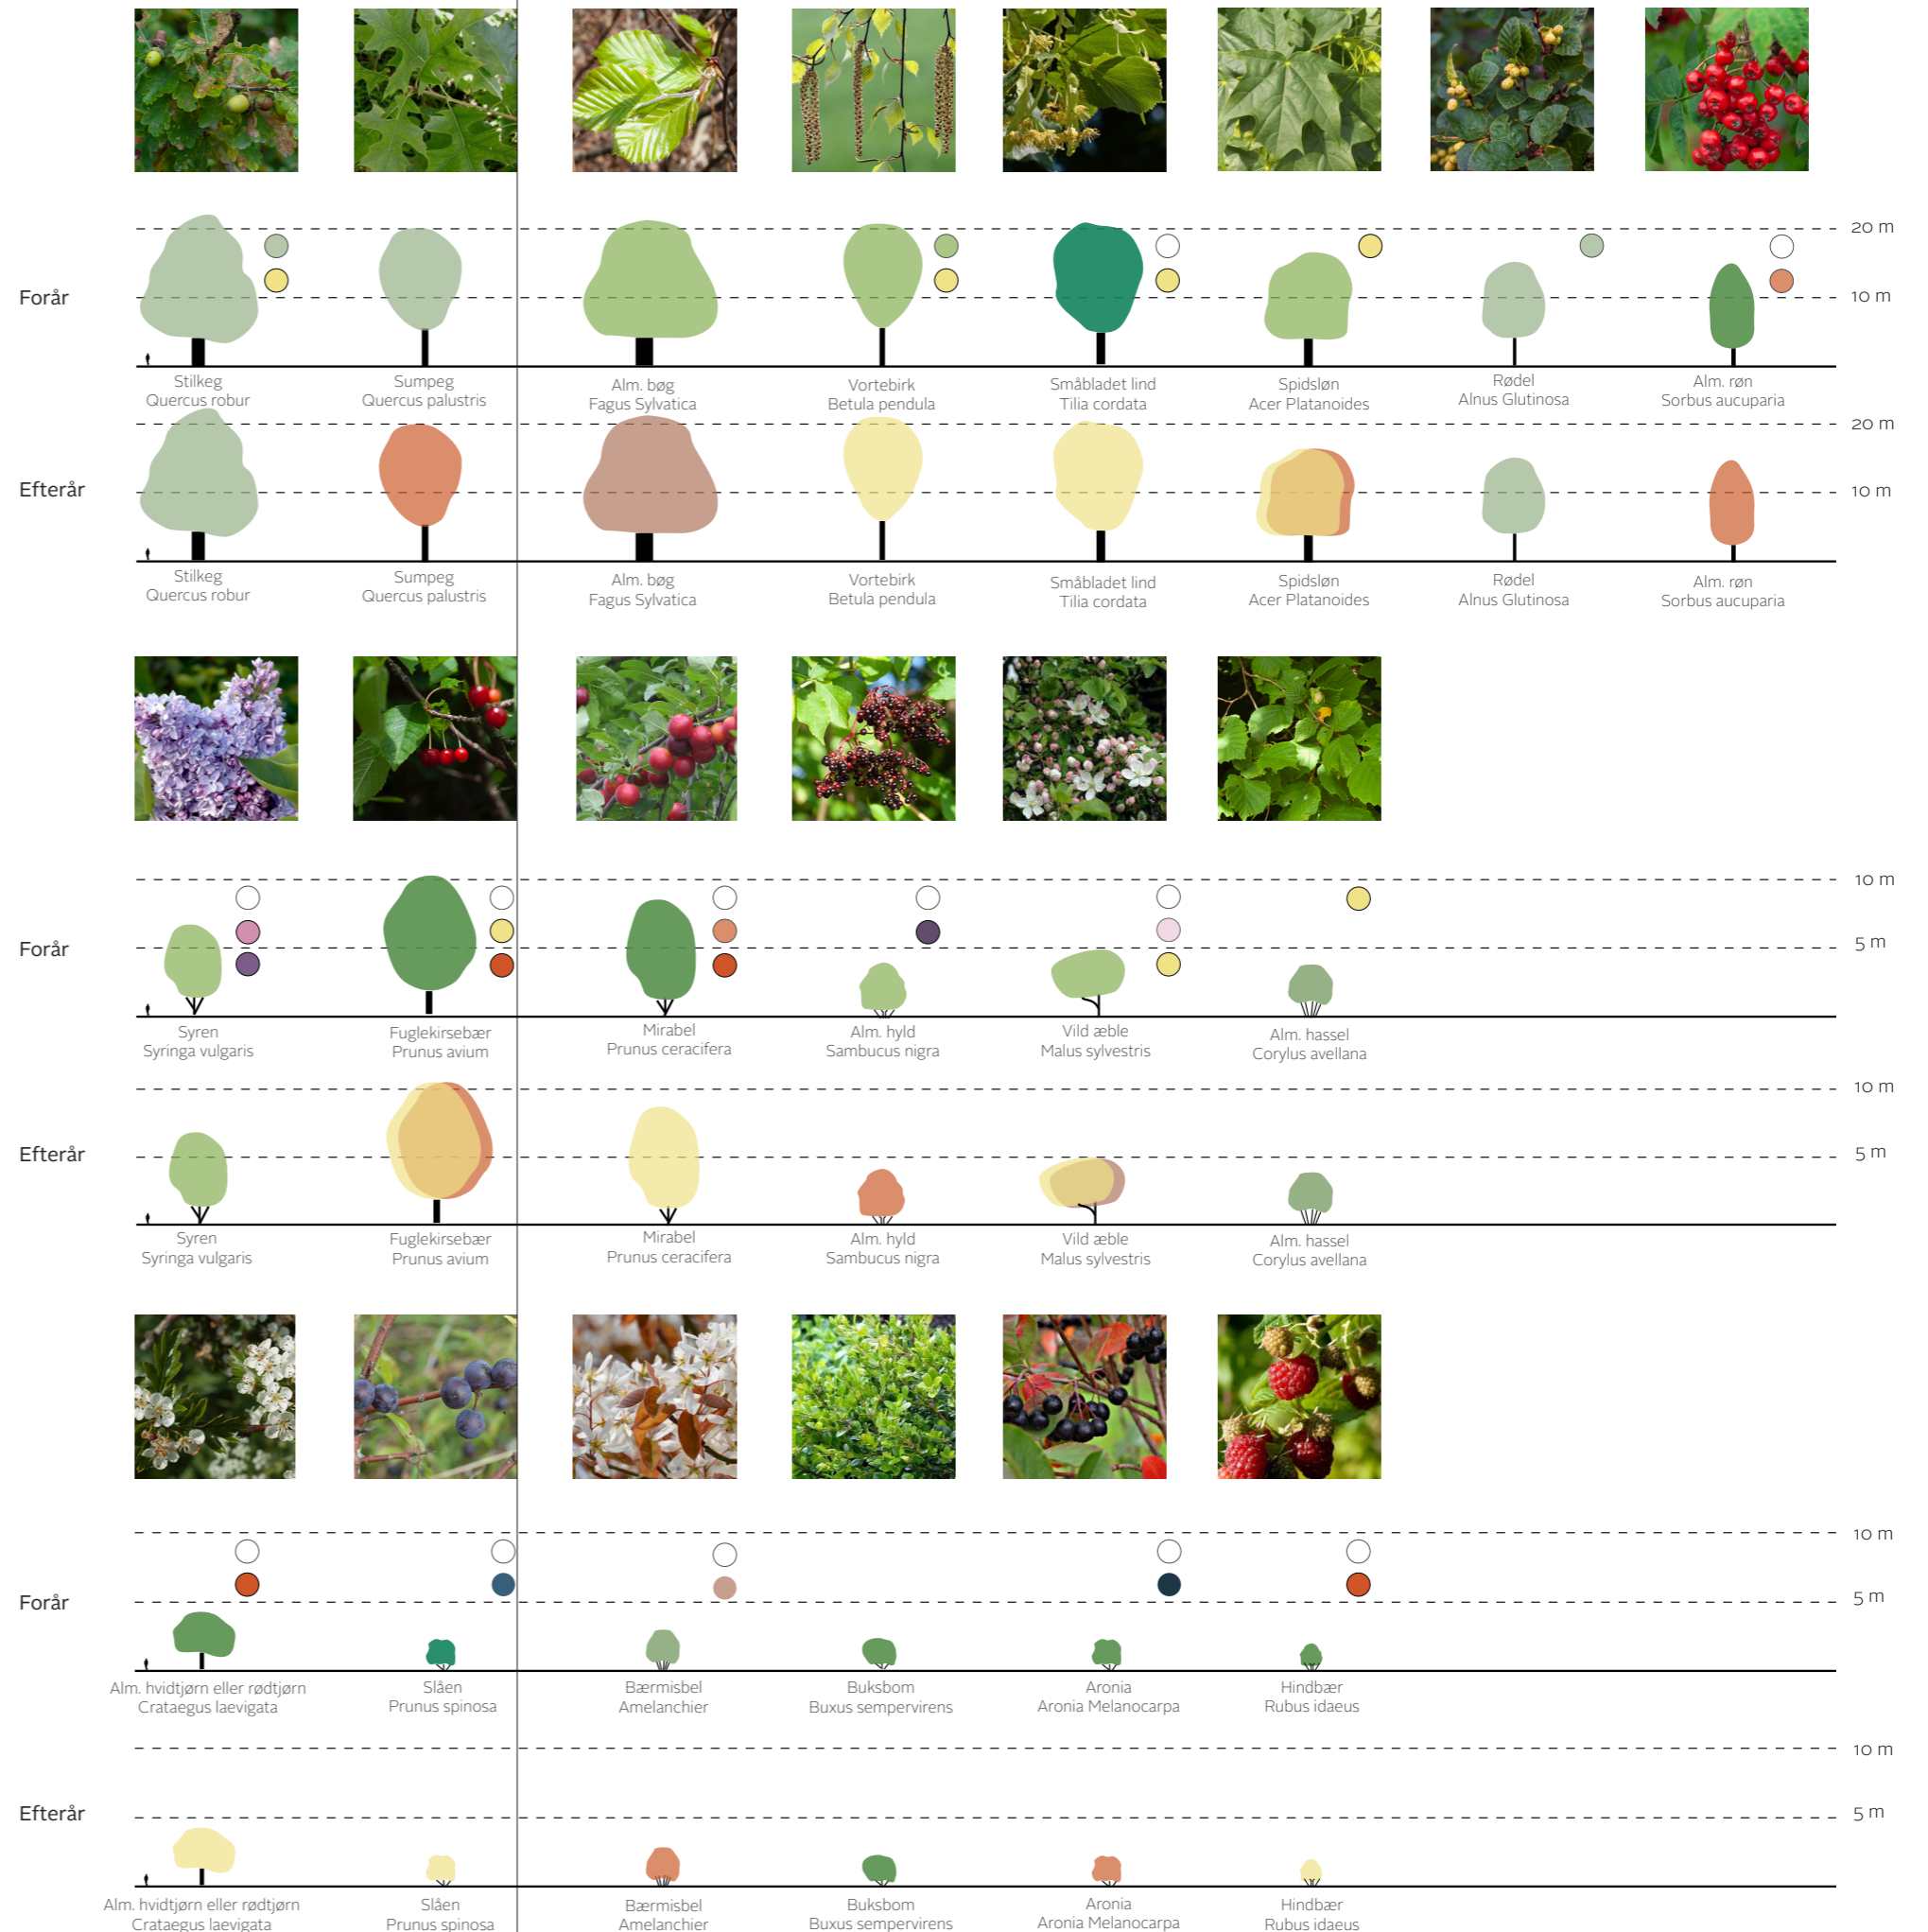 20 m
Forår
10 m
Stilkeg
Quercus robur
Sumpeg
Quercus palustris
Alm. bøg
Fagus Sylvatica
Vortebirk
Betula pendula
Småbladet lind
Tilia cordata
Spidsløn
Acer Platanoides
Rødel
Alnus Glutinosa
Alm. røn
Sorbus aucuparia
20 m
Efterår
10 m
Stilkeg
Quercus robur
Sumpeg
Quercus palustris
Alm. bøg
Fagus Sylvatica
Vortebirk
Betula pendula
Småbladet lind
Tilia cordata
Spidsløn
Acer Platanoides
Rødel
Alnus Glutinosa
Alm. røn
Sorbus aucuparia
10 m
Forår
5 m
Syren
Syringa vulgaris
Fuglekirsebær
Prunus avium
Mirabel
Prunus ceracifera
Alm. hyld
Sambucus nigra
Vild æble
Malus sylvestris
Alm. hassel
Corylus avellana
10 m
Efterår
5 m
Syren
Syringa vulgaris
Fuglekirsebær
Prunus avium
Mirabel
Prunus ceracifera
Alm. hyld
Sambucus nigra
Vild æble
Malus sylvestris
Alm. hassel
Corylus avellana
10 m
Forår
5 m
Alm. hvidtjørn eller rødtjørn
Crataegus laevigata
Slåen
Prunus spinosa
Bærmisbel
Amelanchier
Buksbom
Buxus sempervirens
Aronia
Aronia Melanocarpa
Hindbær
Rubus idaeus
10 m
Efterår
5 m
Alm. hvidtjørn eller rødtjørn
Crataegus laevigata
Slåen
Prunus spinosa
Bærmisbel
Amelanchier
Buksbom
Buxus sempervirens
Aronia
Aronia Melanocarpa
Hindbær
Rubus idaeus